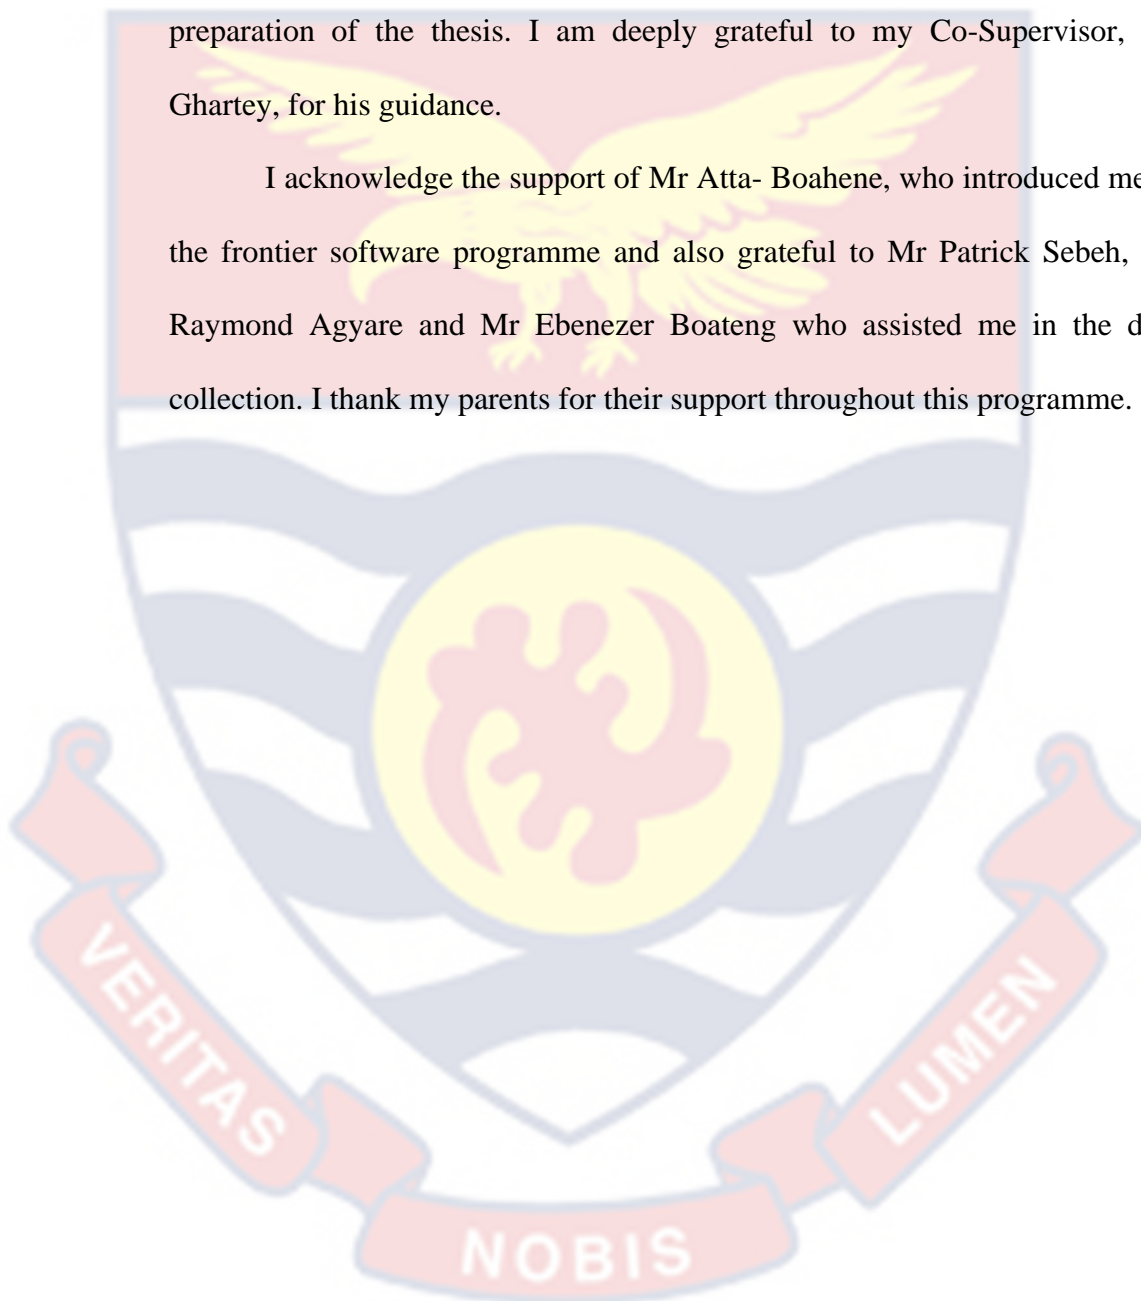 preparation of the thesis. I am deeply grateful to my Co-Supervisor,
Ghartey, for his guidance.
I acknowledge the support of Mr Atta- Boahene, who introduced me
the frontier software programme and also grateful to Mr Patrick Sebeh,
Raymond Agyare and Mr Ebenezer Boateng who assisted me in the d
collection. I thank my parents for their support throughout this programme.
VERITAS
NOBIS
LUMEN